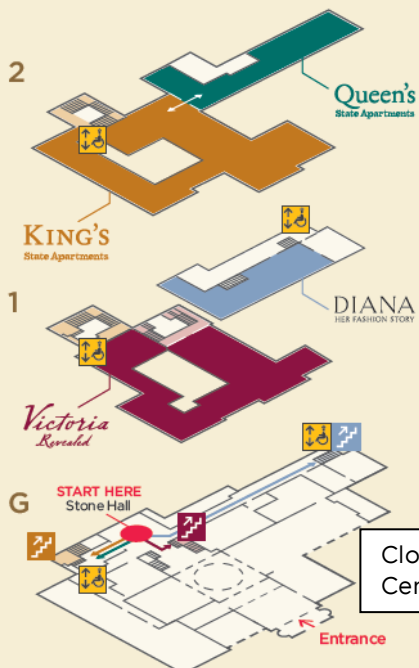 2
Queen's
State Apartments
KING'S
State Apartments
1
DIANA
HER FASHION STORY
Victoria
Revealed
G
START HERE
Stone Hall
Clo
Cer
Entrance